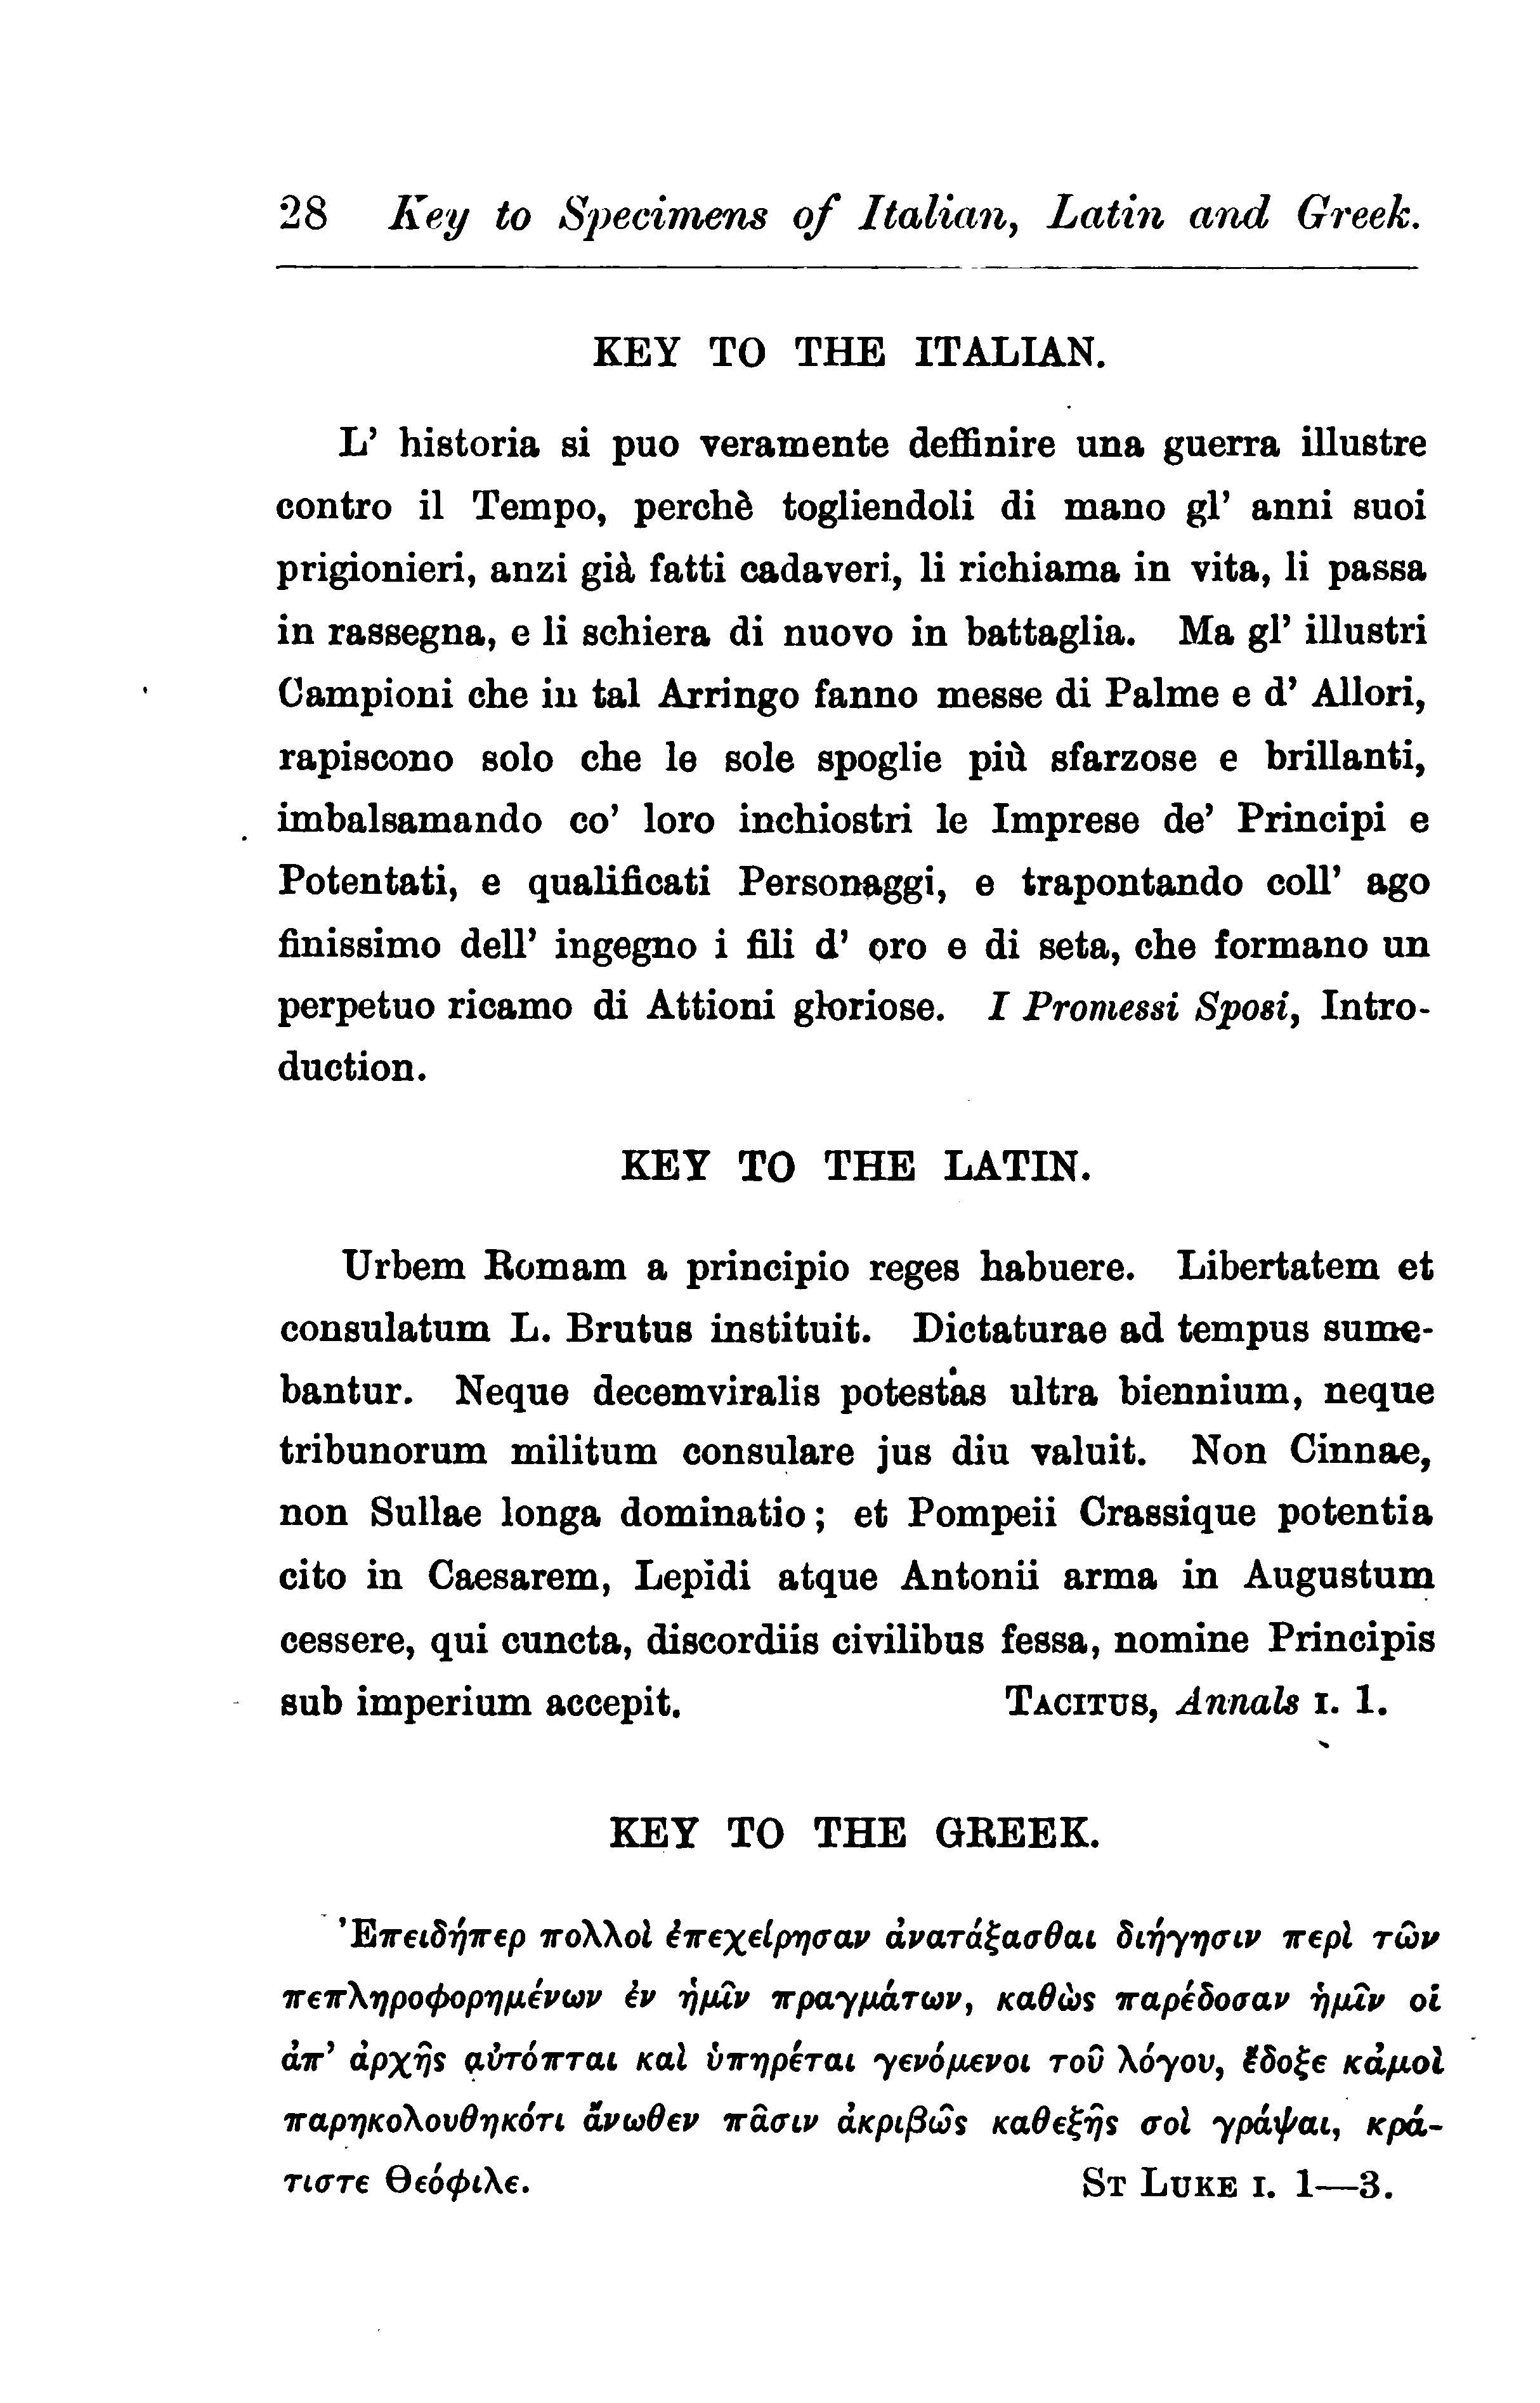 28 Key to Specimens of Italian, Latin and Greek.
KEY TO THE ITALIAN.
L' historia si puo veramente deffinire una guerra illustre
contro il Tempo, perchè togliendoli di mano gl' anni suoi
prigionieri, anzi già fatti cadaveri, li richiama in vita, li passa
in rassegna, e li schiera di nuovo in battaglia. Ma gl' illustri
Campioni che in tal Arringo fanno messe di Palme e d' Allori,
rapiscono solo che le sole spoglie più sfarzose e brillanti,
imbalsamando co' loro inchiostri le Imprese de' Principi e
Potentati, e qualificati Personaggi, e trapontando coll' ago
finissimo dell' ingegno i fili d' oro e di seta, che formano un
perpetuo ricamo di Attioni gloriose. I Promessi Sposi, Intro-
duction.
KEY TO THE LATIN.
Urbem Romam a principio reges habuere. Libertatem et
consulatum L. Brutus instituit. Dictaturae ad tempus sume-
bantur. Neque decemviralis potestas ultra biennium, neque
tribunorum militum consulare jus diu valuit. Non Cinnae,
non Sullae longa dominatio; et Pompeii Crassique potentia
cito in Caesarem, Lepidi atque Antonii arma in Augustum
cessere, qui cuncta, discordiis civilibus fessa, nomine Principis
sub imperium accepit. TACITUS, Annals I. 1.
KEY TO THE GREEK.
Ἐπειδήπερ πολλοὶ ἐπεχείρησαν ἀνατάξασθαι διήγησιν περὶ τῶν
πεπληροφορημένων ἐν ἡμῖν πραγμάτων, καθὼς παρέδοσαν ἡμῖν οἱ
ἀπ' ἀρχῆς αὐτόπται καὶ ὑπηρέται γενόμενοι τοῦ λόγου, ἔδοξε κἀμοὶ
παρηκολουθηκότι ἄνωθεν πᾶσιν ἀκριβῶς καθεξῆς σοὶ γράψαι, κρά-
τιστε Θεόφιλε. ST LUKE I. 1—3.